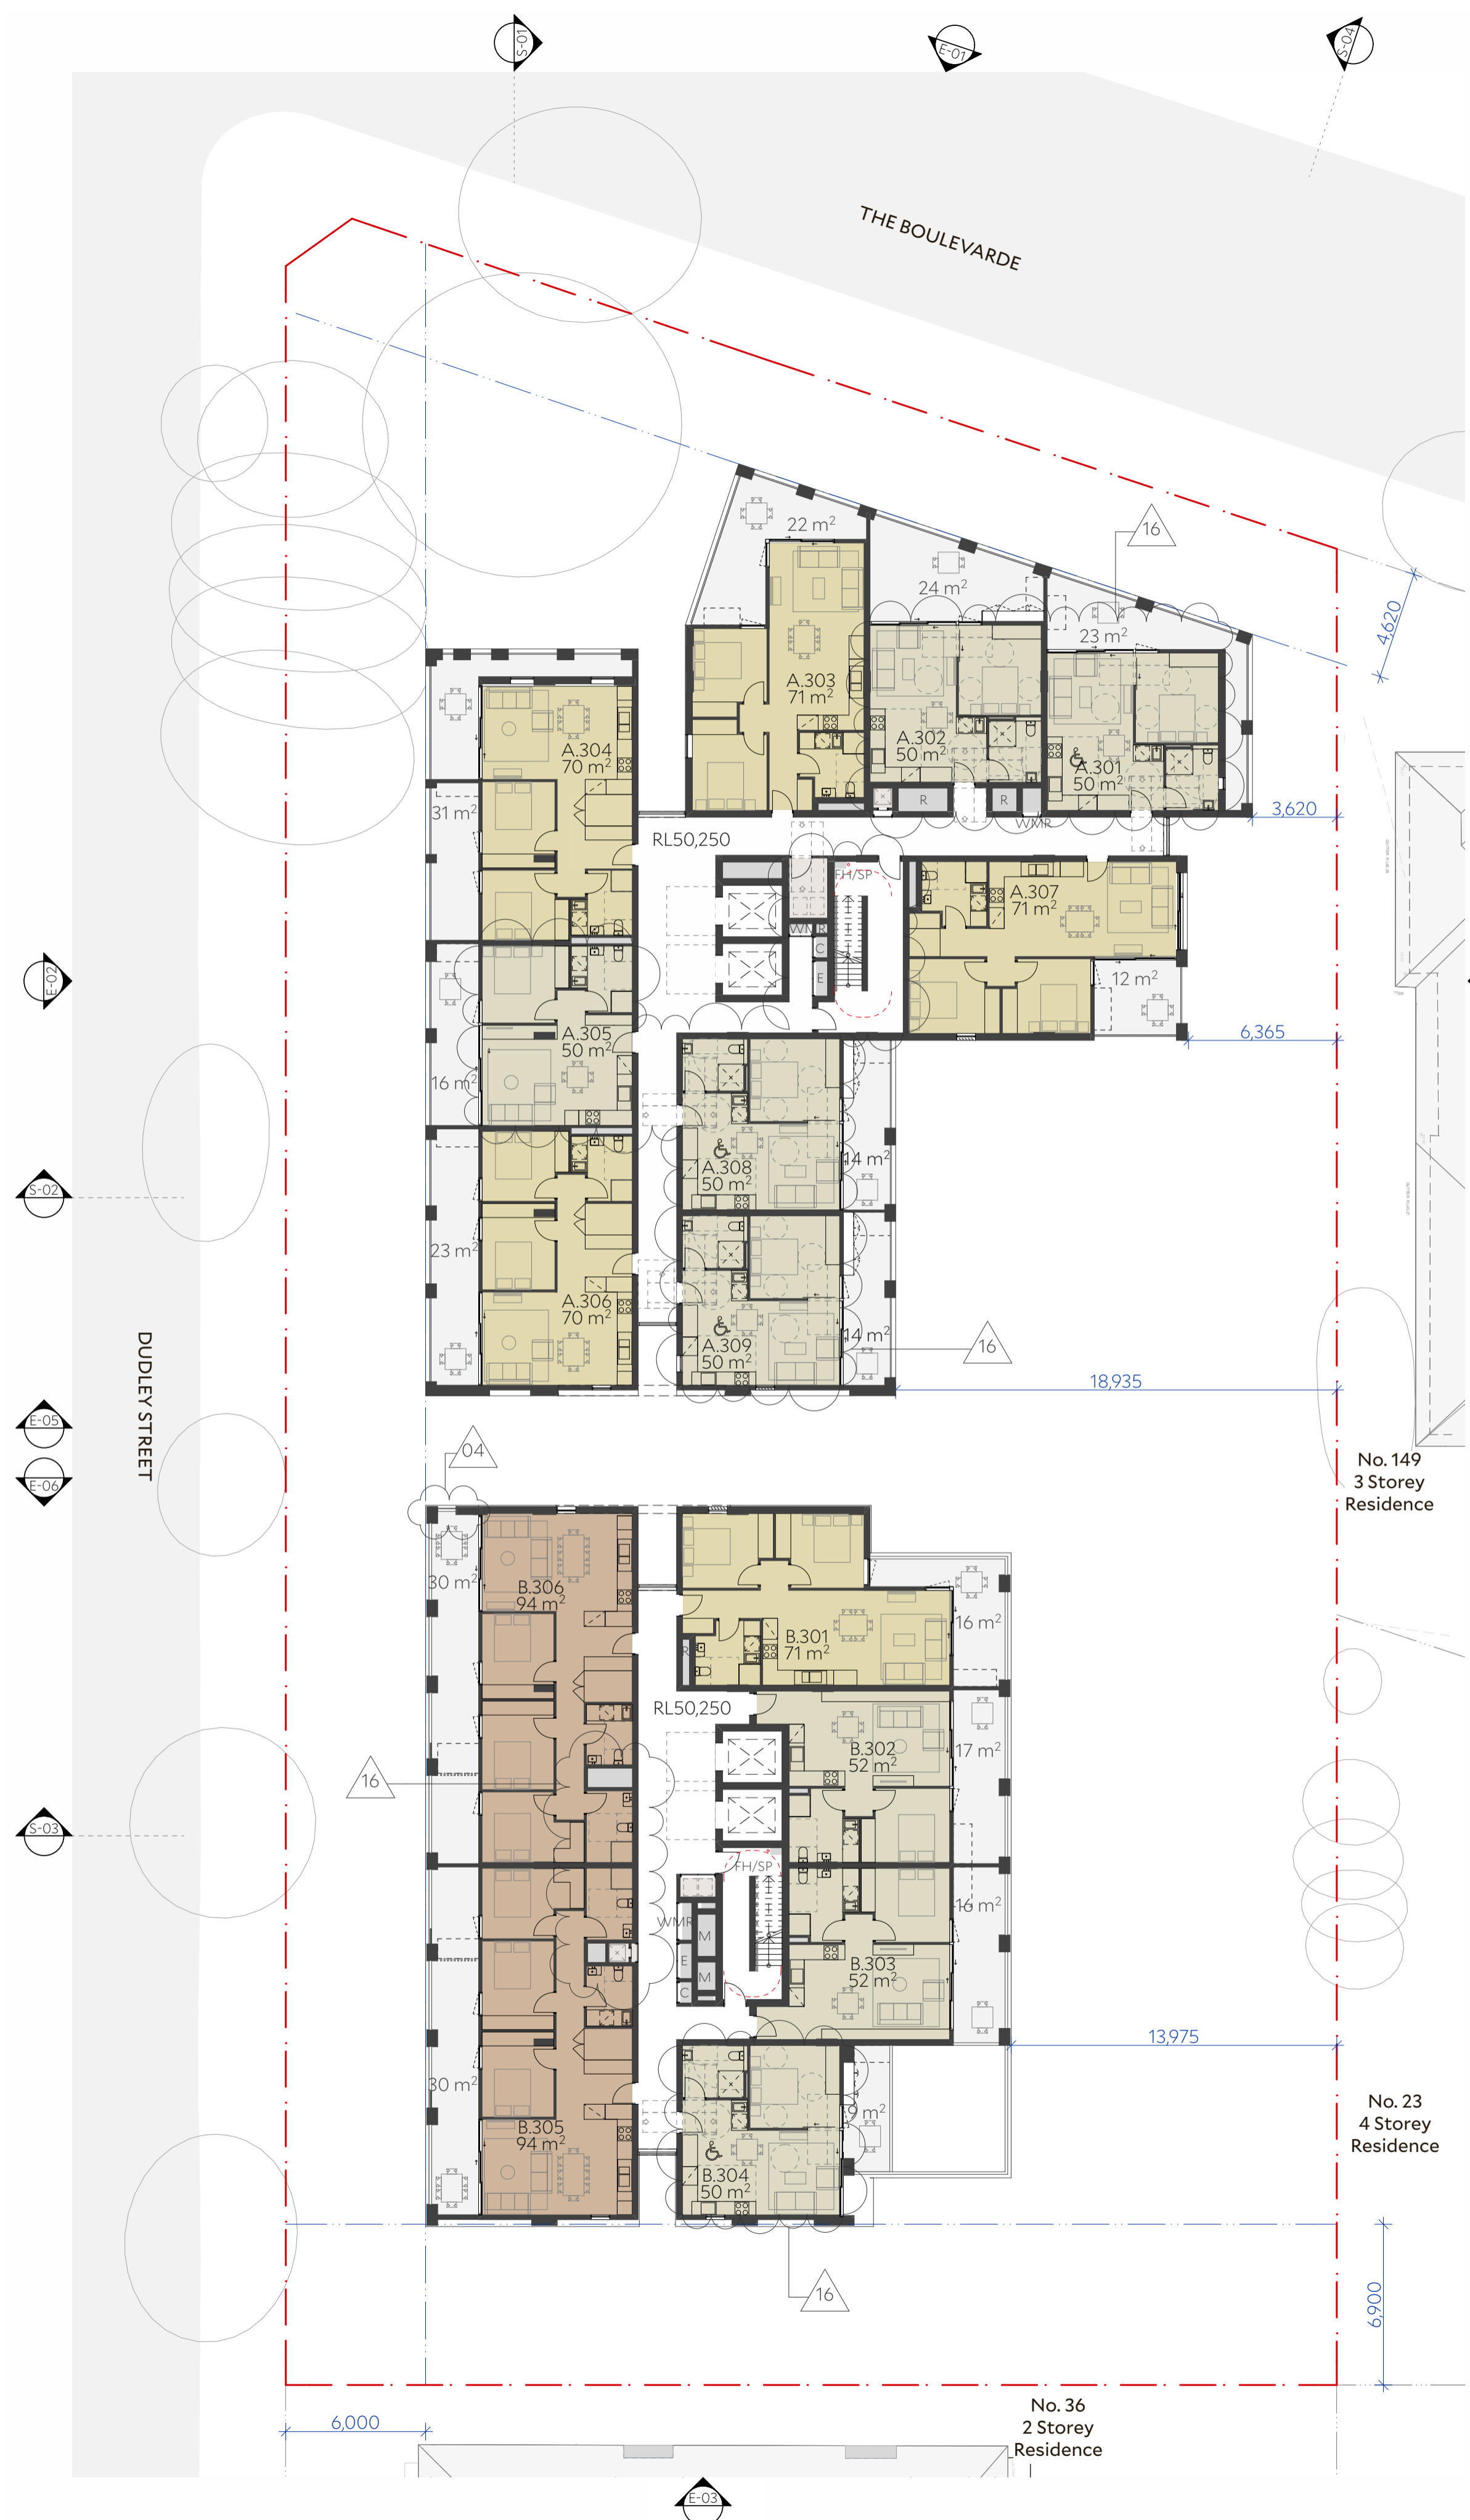 S-01
E-01
S-04
THE BOULEVARDE
16
22 m²
24 m²
23 m²
4,620
A.303
71 m²
A.302
50 m²
A.301
50 m²
A.304
70 m²
31 m²
R
R
WMR
3,620
RL50,250
FH/SP
A.307
71 m²
WMR
C
E
12 m²
E-02
6,365
A.305
50 m²
16 m²
A.308
50 m²
14 m²
S-02
23 m²
A.306
70 m²
A.309
50 m²
14 m²
16
18,935
DUDLEY STREET
E-05
E-06
04
No. 149
3 Storey
Residence
30 m²
B.306
94 m²
B.301
71 m²
16 m²
R
RL50,250
B.302
52 m²
17 m²
16
S-03
FH/SP
WMR
M
E
M
C
16 m²
B.303
52 m²
13,975
30 m²
B.305
94 m²
9 m²
B.304
50 m²
No. 23
4 Storey
Residence
16
6,900
6,000
No. 36
2 Storey
Residence
E-03